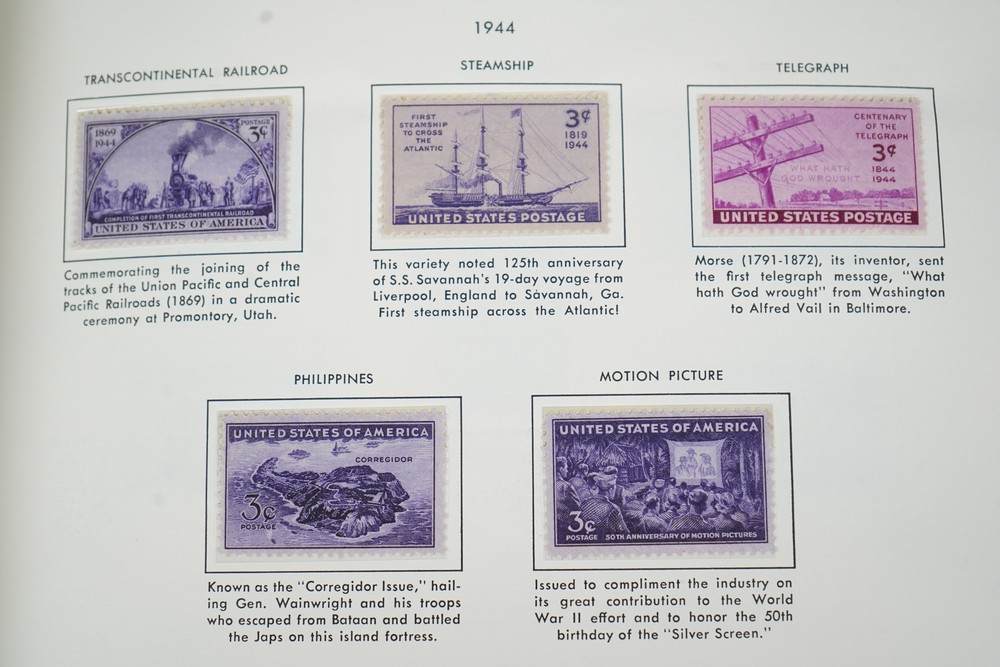 1944
TRANSCONTINENTAL RAILROAD
1869
1944
POSTAGE
3¢
COMPLETION OF FIRST TRANSCONTINENTAL RAILROAD
UNITED STATES OF AMERICA
Commemorating the joining of the
tracks of the Union Pacific and Central
Pacific Railroads (1869) in a dramatic
ceremony at Promontory, Utah.
STEAMSHIP
FIRST
STEAMSHIP
TO CROSS
THE
ATLANTIC
3¢
1819
1944
UNITED STATES POSTAGE
This variety noted 125th anniversary
of S.S. Savannah's 19-day voyage from
Liverpool, England to Savannah, Ga.
First steamship across the Atlantic!
TELEGRAPH
CENTENARY
OF THE
TELEGRAPH
3¢
1844
1944
WHAT HATH
GOD WROUGHT
UNITED STATES POSTAGE
Morse (1791-1872), its inventor, sent
the first telegraph message, "What
hath God wrought" from Washington
to Alfred Vail in Baltimore.
PHILIPPINES
UNITED STATES OF AMERICA
CORREGIDOR
3¢
POSTAGE
Known as the "Corregidor Issue," hail-
ing Gen. Wainwright and his troops
who escaped from Bataan and battled
the Japs on this island fortress.
MOTION PICTURE
UNITED STATES OF AMERICA
3¢
POSTAGE 50TH ANNIVERSARY OF MOTION PICTURES
Issued to compliment the industry on
its great contribution to the World
War II effort and to honor the 50th
birthday of the "Silver Screen."